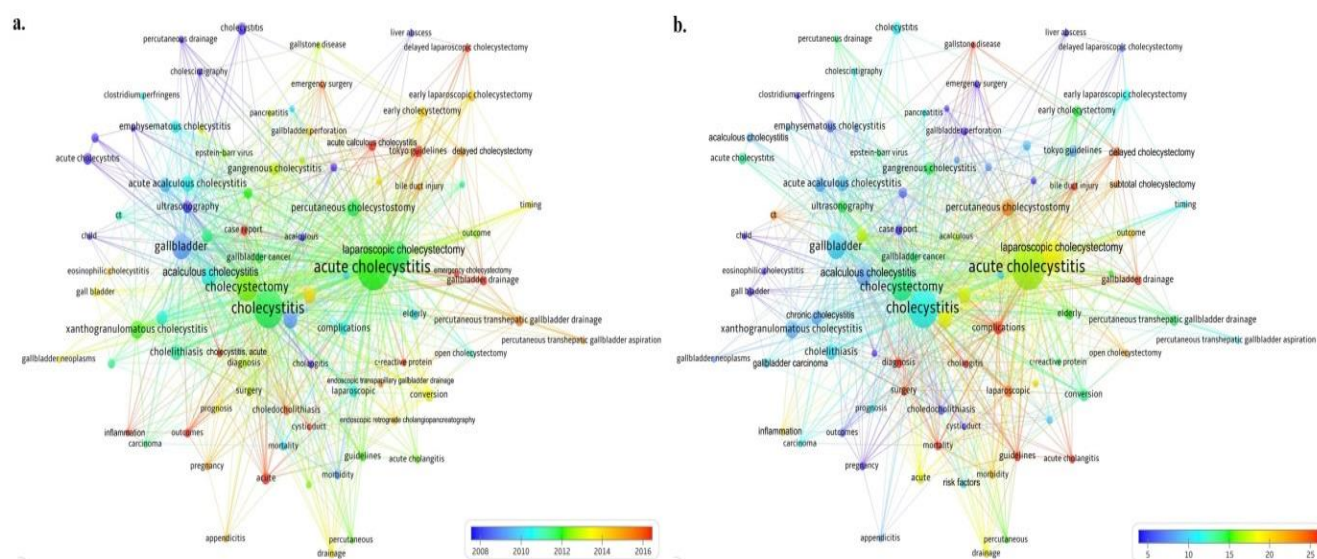 a.
cholecystitis
percutaneous drainage
gallstone disease
liver abscess
delayed laparoscopic cholecystectomy
cholescintigraphy
emergency surgery
clostridium perfringens
early laparoscopic cholecystectomy
pancreatitis
early cholecystectomy
emphysematous cholecystitis
gallbladder perforation
acute calculous cholecystitis
epstein-barr virus
tokyo guidelines
delayed cholecystectomy
acute cholecystitis
gangrenous cholecystitis
acute acalculous cholecystitis
bile duct injury
ultrasonography
percutaneous cholecystostomy
timing
ct
case report
child
acalculous
outcome
gallbladder
laparoscopic cholecystectomy
gallbladder cancer
acute cholecystitis
eosinophilic cholecystitis
acalculous cholecystitis
emergency cholecystectomy
gallbladder drainage
gall bladder
cholecystectomy
cholecystitis
elderly
percutaneous transhepatic gallbladder drainage
xanthogranulomatous cholecystitis
complications
percutaneous transhepatic gallbladder aspiration
cholelithiasis
cholecystitis, acute
open cholecystectomy
gallbladder neoplasms
diagnosis
cholangitis
c-reactive protein
endoscopic transpapillary gallbladder drainage
surgery
laparoscopic
conversion
prognosis
choledocholithiasis
endoscopic retrograde cholangiopancreatography
cystic duct
inflammation
outcomes
carcinoma
mortality
guidelines
acute cholangitis
pregnancy
acute
morbidity
appendicitis
percutaneous
drainage
2008 2010 2012 2014 2016
b.
cholecystitis
percutaneous drainage
gallstone disease
liver abscess
delayed laparoscopic cholecystectomy
cholescintigraphy
emergency surgery
clostridium perfringens
early laparoscopic cholecystectomy
early cholecystectomy
emphysematous cholecystitis
gallbladder perforation
acalculous cholecystitis
epstein-barr virus
tokyo guidelines
delayed cholecystectomy
acute cholecystitis
gangrenous cholecystitis
acute acalculous cholecystitis
bile duct injury
subtotal cholecystectomy
ultrasonography
percutaneous cholecystostomy
timing
ct
case report
child
acalculous
outcome
gallbladder
laparoscopic cholecystectomy
gallbladder cancer
acute cholecystitis
eosinophilic cholecystitis
acalculous cholecystitis
gallbladder drainage
gall bladder
cholecystectomy
cholecystitis
chronic cholecystitis
elderly
percutaneous transhepatic gallbladder drainage
xanthogranulomatous cholecystitis
complications
percutaneous transhepatic gallbladder aspiration
cholelithiasis
open cholecystectomy
gallbladder neoplasms
gallbladder carcinoma
diagnosis
cholangitis
c-reactive protein
surgery
laparoscopic
conversion
prognosis
choledocholithiasis
cystic duct
inflammation
outcomes
carcinoma
mortality
guidelines
acute cholangitis
pregnancy
acute
morbidity
risk factors
appendicitis
percutaneous
drainage
5 10 15 20 25